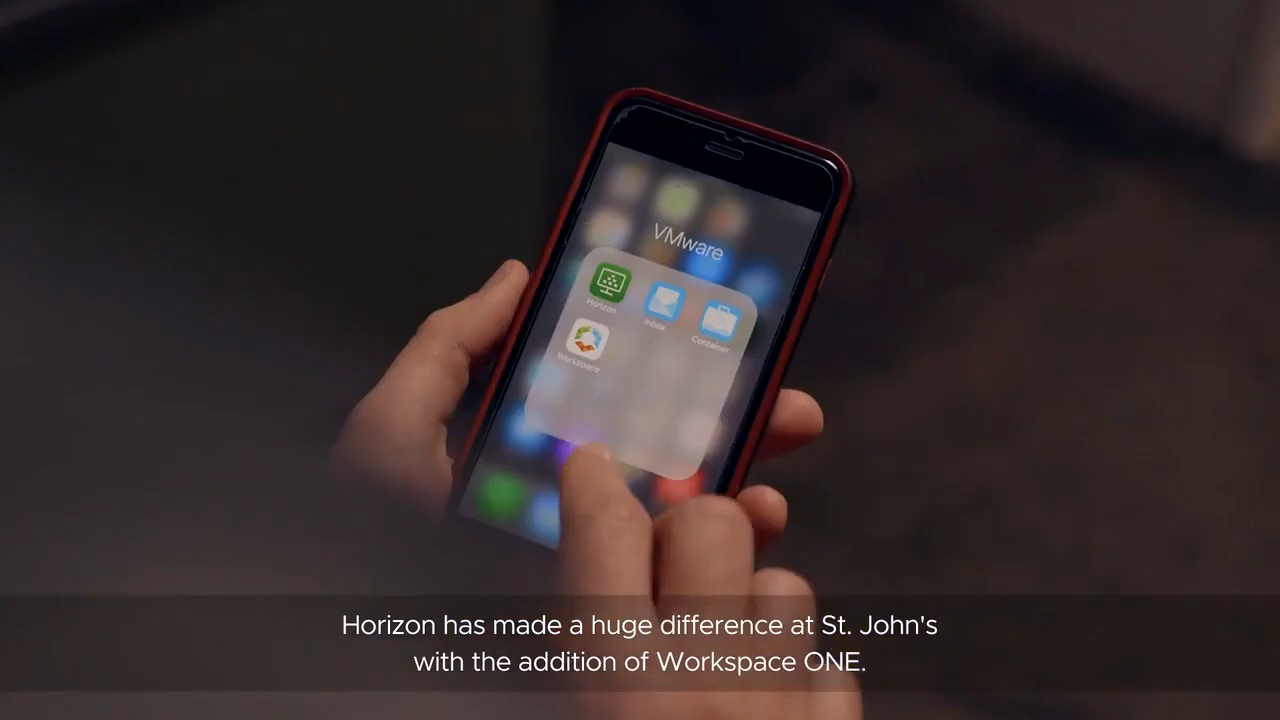 VMware
Horizon
Inbox
Container
Workspace
Horizon has made a huge difference at St. John's
with the addition of Workspace ONE.